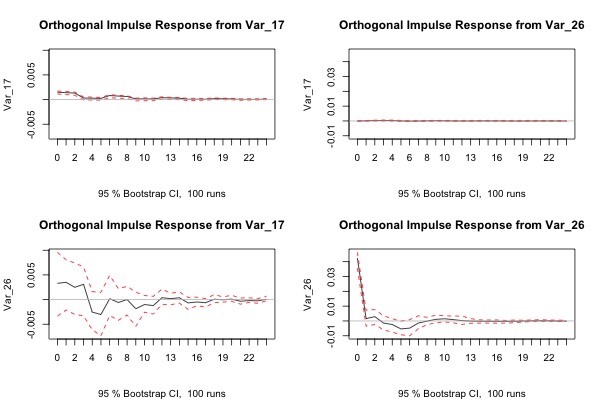 Orthogonal Impulse Response from Var_17
Var_17
0.005
-0.005
0 2 4 6 8 10 13 16 19 22
95 % Bootstrap CI, 100 runs
Orthogonal Impulse Response from Var_26
Var_17
0.03
0.01
-0.01
0 2 4 6 8 10 13 16 19 22
95 % Bootstrap CI, 100 runs
Orthogonal Impulse Response from Var_17
Var_26
0.005
-0.005
0 2 4 6 8 10 13 16 19 22
95 % Bootstrap CI, 100 runs
Orthogonal Impulse Response from Var_26
Var_26
0.03
0.01
-0.01
0 2 4 6 8 10 13 16 19 22
95 % Bootstrap CI, 100 runs